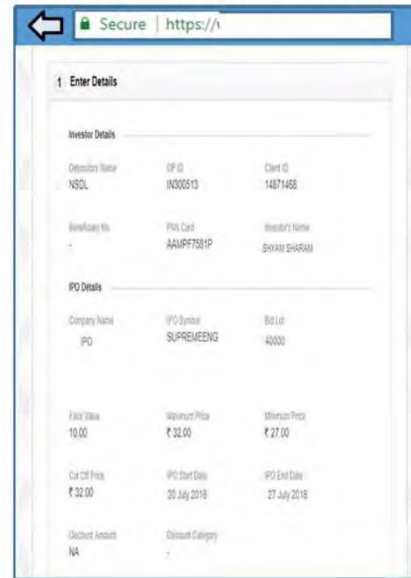 Secure | https://
1 Enter Details
Investor Details
Depository Name DP ID Client ID
NSDL IN300513 14871468
Beneficiary No. PAN Card Investor's Name
- AAMPF7581P SHYAM SHARAM
IPO Details
Company Name IPO Symbol Bid Lot
IPO SUPREMEENG 40000
Face Value Maximum Price Minimum Price
10.00 ₹ 32.00 ₹ 27.00
Cut Off Price IPO Start Date IPO End Date
₹ 32.00 20 July 2018 27 July 2018
Discount Amount Discount Category
NA -